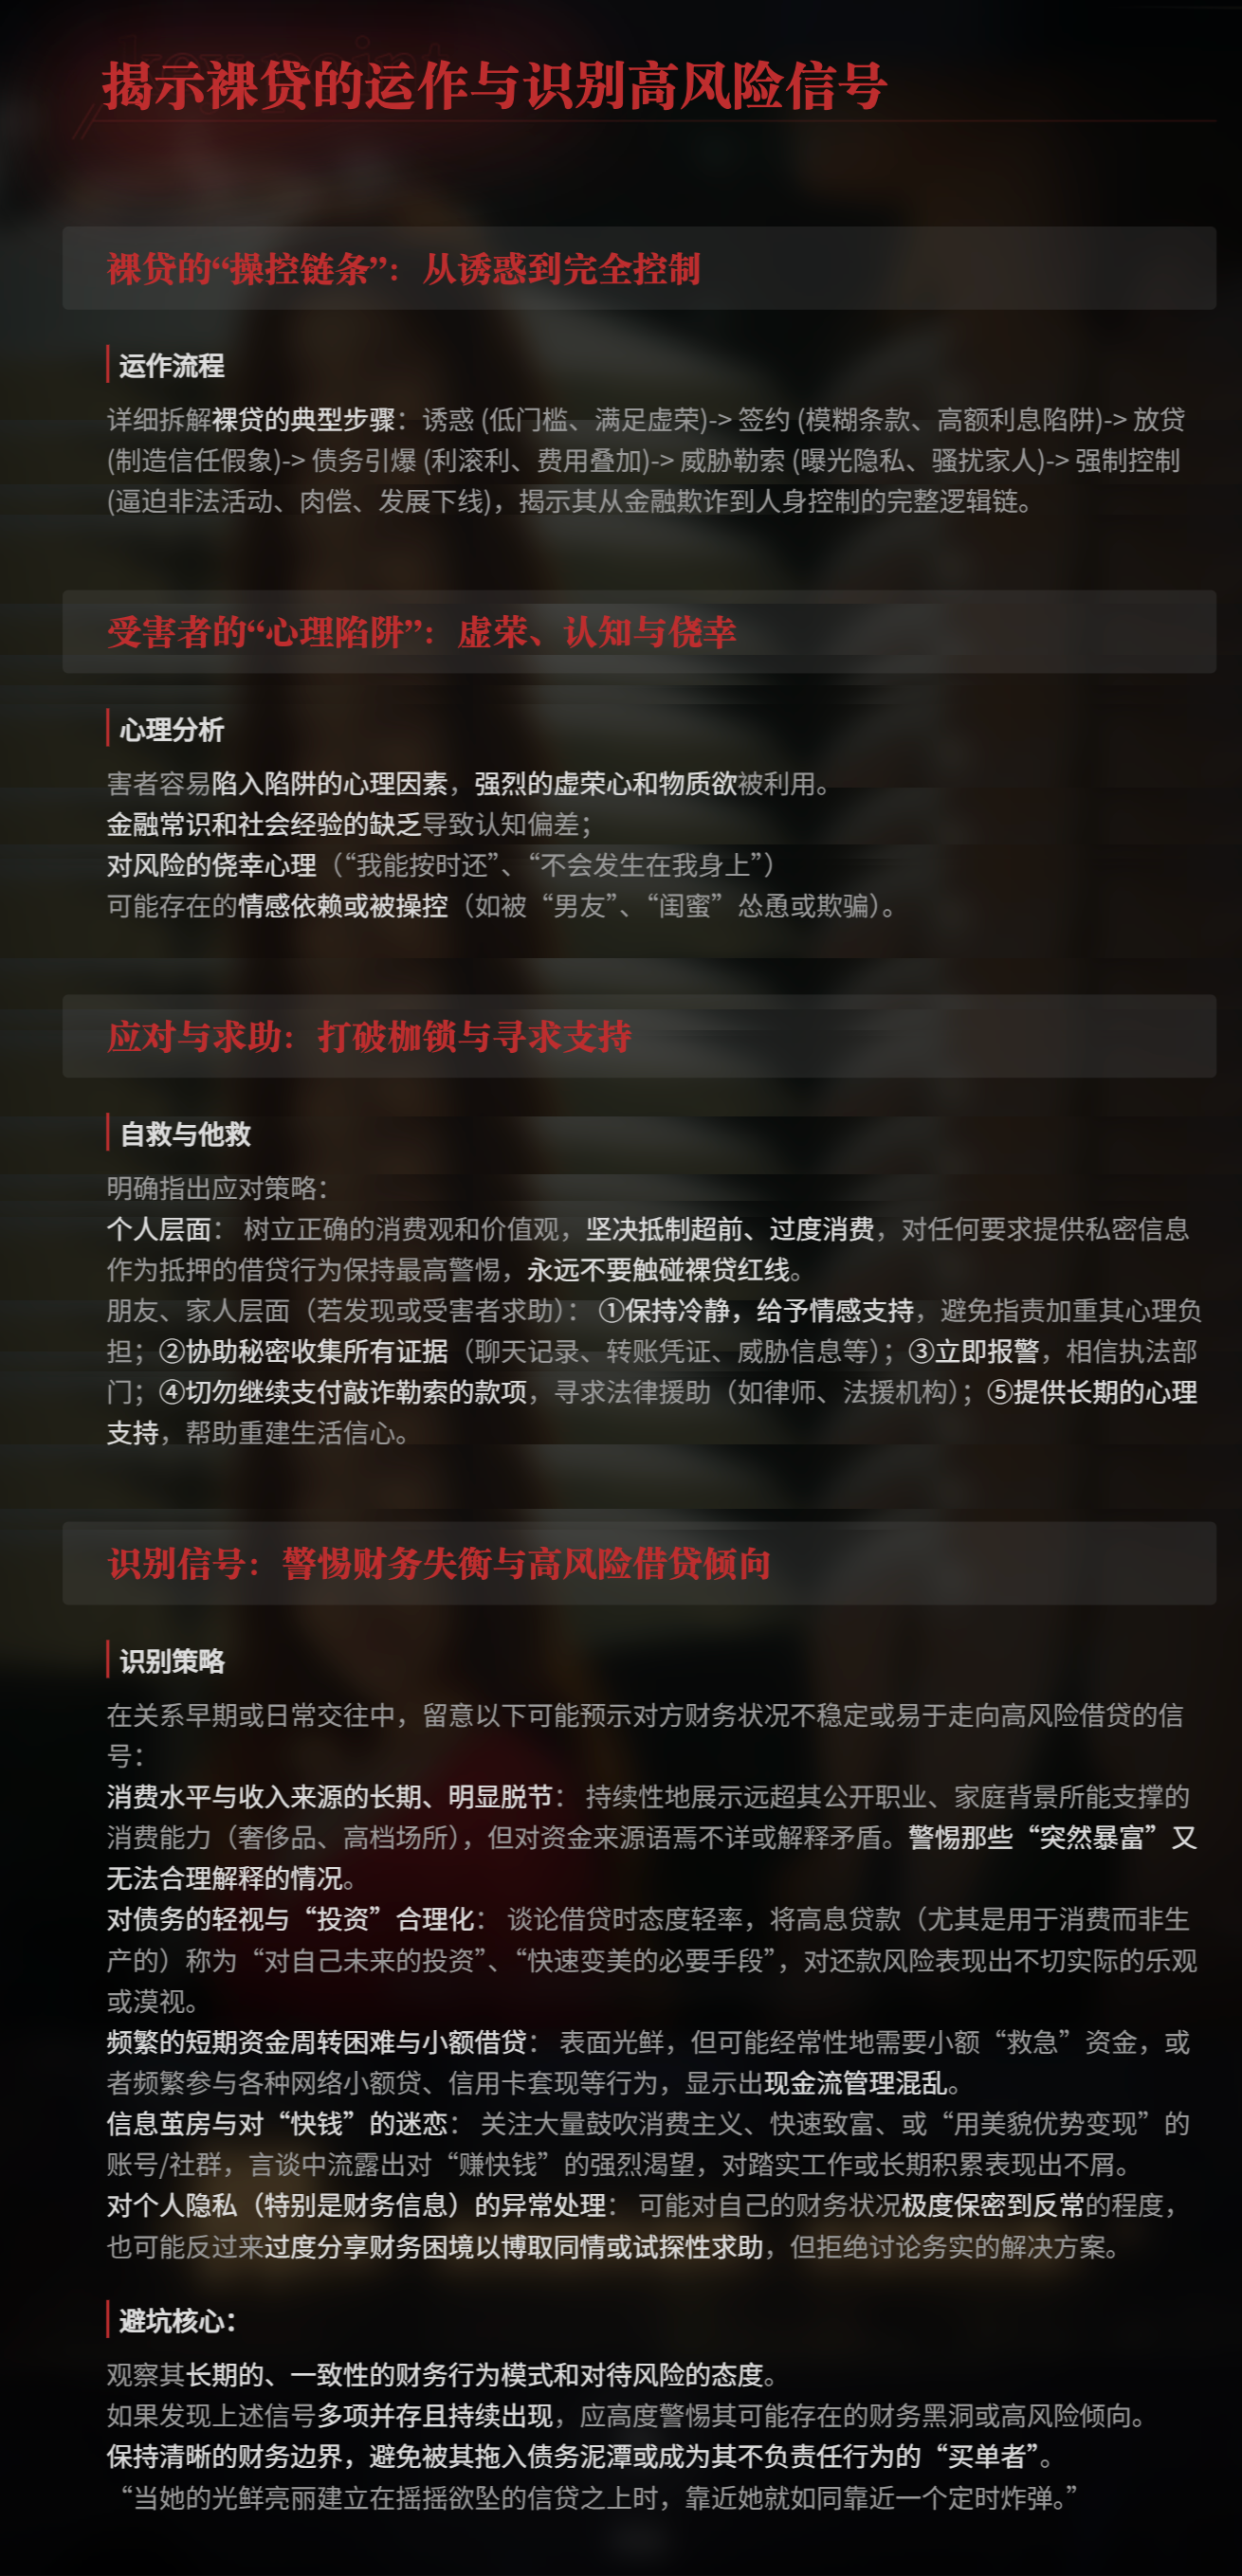 key point
揭示裸贷的运作与识别高风险信号
裸贷的“操控链条”：从诱惑到完全控制
运作流程
详细拆解裸贷的典型步骤：诱惑 (低门槛、满足虚荣)-> 签约 (模糊条款、高额利息陷阱)-> 放贷
(制造信任假象)-> 债务引爆 (利滚利、费用叠加)-> 威胁勒索 (曝光隐私、骚扰家人)-> 强制控制
(逼迫非法活动、肉偿、发展下线)，揭示其从金融欺诈到人身控制的完整逻辑链。
受害者的“心理陷阱”：虚荣、认知与侥幸
心理分析
害者容易陷入陷阱的心理因素，强烈的虚荣心和物质欲被利用。
金融常识和社会经验的缺乏导致认知偏差；
对风险的侥幸心理（“我能按时还”、“不会发生在我身上”）
可能存在的情感依赖或被操控（如被“男友”、“闺蜜”怂恿或欺骗）。
应对与求助：打破枷锁与寻求支持
自救与他救
明确指出应对策略：
个人层面： 树立正确的消费观和价值观，坚决抵制超前、过度消费，对任何要求提供私密信息
作为抵押的借贷行为保持最高警惕，永远不要触碰裸贷红线。
朋友、家人层面（若发现或受害者求助）： ①保持冷静，给予情感支持，避免指责加重其心理负
担；②协助秘密收集所有证据（聊天记录、转账凭证、威胁信息等）；③立即报警，相信执法部
门；④切勿继续支付敲诈勒索的款项，寻求法律援助（如律师、法援机构）；⑤提供长期的心理
支持，帮助重建生活信心。
识别信号：警惕财务失衡与高风险借贷倾向
识别策略
在关系早期或日常交往中，留意以下可能预示对方财务状况不稳定或易于走向高风险借贷的信
号：
消费水平与收入来源的长期、明显脱节： 持续性地展示远超其公开职业、家庭背景所能支撑的
消费能力（奢侈品、高档场所），但对资金来源语焉不详或解释矛盾。警惕那些“突然暴富”又
无法合理解释的情况。
对债务的轻视与“投资”合理化： 谈论借贷时态度轻率，将高息贷款（尤其是用于消费而非生
产的）称为“对自己未来的投资”、“快速变美的必要手段”，对还款风险表现出不切实际的乐观
或漠视。
频繁的短期资金周转困难与小额借贷： 表面光鲜，但可能经常性地需要小额“救急”资金，或
者频繁参与各种网络小额贷、信用卡套现等行为，显示出现金流管理混乱。
信息茧房与对“快钱”的迷恋： 关注大量鼓吹消费主义、快速致富、或“用美貌优势变现”的
账号/社群，言谈中流露出对“赚快钱”的强烈渴望，对踏实工作或长期积累表现出不屑。
对个人隐私（特别是财务信息）的异常处理： 可能对自己的财务状况极度保密到反常的程度，
也可能反过来过度分享财务困境以博取同情或试探性求助，但拒绝讨论务实的解决方案。
避坑核心：
观察其长期的、一致性的财务行为模式和对待风险的态度。
如果发现上述信号多项并存且持续出现，应高度警惕其可能存在的财务黑洞或高风险倾向。
保持清晰的财务边界，避免被其拖入债务泥潭或成为其不负责任行为的“买单者”。
“当她的光鲜亮丽建立在摇摇欲坠的信贷之上时，靠近她就如同靠近一个定时炸弹。”